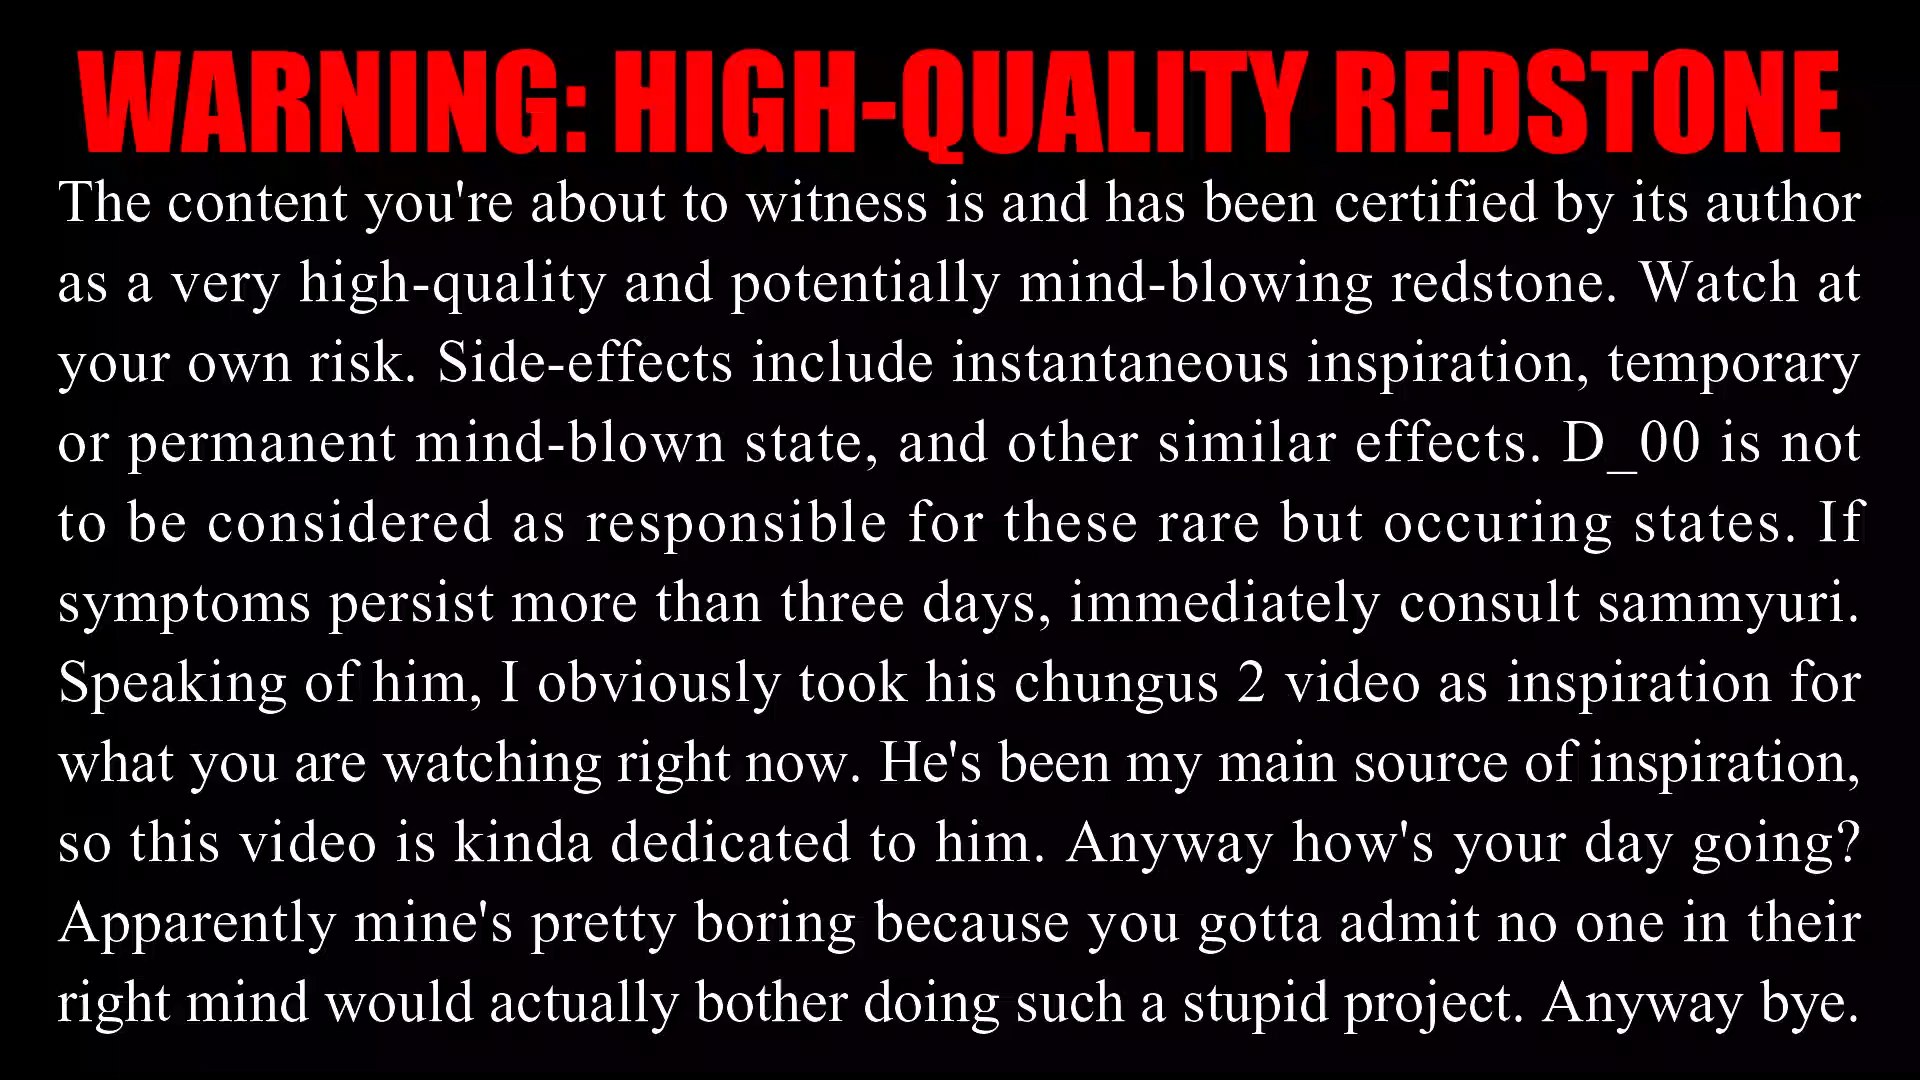 WARNING: HIGH-QUALITY REDSTONE
The content you're about to witness is and has been certified by its author
as a very high-quality and potentially mind-blowing redstone. Watch at
your own risk. Side-effects include instantaneous inspiration, temporary
or permanent mind-blown state, and other similar effects. D_00 is not
to be considered as responsible for these rare but occuring states. If
symptoms persist more than three days, immediately consult sammyuri.
Speaking of him, I obviously took his chungus 2 video as inspiration for
what you are watching right now. He's been my main source of inspiration,
so this video is kinda dedicated to him. Anyway how's your day going?
Apparently mine's pretty boring because you gotta admit no one in their
right mind would actually bother doing such a stupid project. Anyway bye.